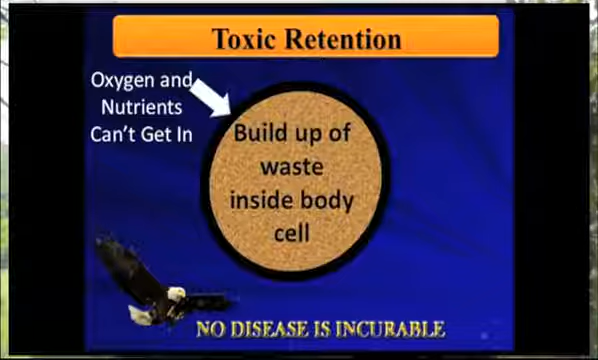 Toxic Retention
Oxygen and
Nutrients
Can't Get In
Build up of
waste
inside body
cell
NO DISEASE IS INCURABLE